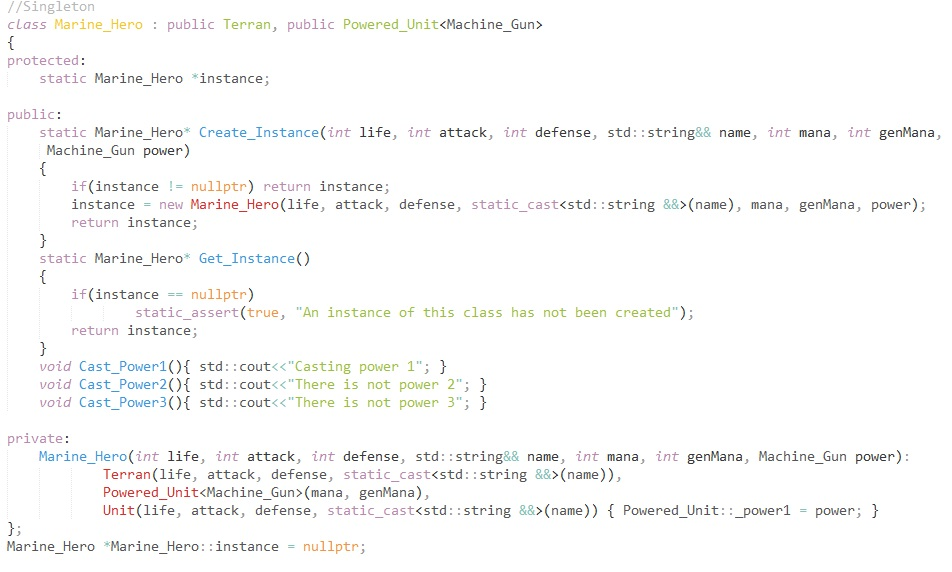 //Singleton
class Marine_Hero : public Terran, public Powered_Unit<Machine_Gun>
{
protected:
    static Marine_Hero *instance;

public:
    static Marine_Hero* Create_Instance(int life, int attack, int defense, std::string&& name, int mana, int genMana,
     Machine_Gun power)
    {
        if(instance != nullptr) return instance;
        instance = new Marine_Hero(life, attack, defense, static_cast<std::string &&>(name), mana, genMana, power);
        return instance;
    }
    static Marine_Hero* Get_Instance()
    {
        if(instance == nullptr)
                static_assert(true, "An instance of this class has not been created");
        return instance;
    }
    void Cast_Power1(){ std::cout<<"Casting power 1"; }
    void Cast_Power2(){ std::cout<<"There is not power 2"; }
    void Cast_Power3(){ std::cout<<"There is not power 3"; }

private:
    Marine_Hero(int life, int attack, int defense, std::string&& name, int mana, int genMana, Machine_Gun power):
            Terran(life, attack, defense, static_cast<std::string &&>(name)),
            Powered_Unit<Machine_Gun>(mana, genMana),
            Unit(life, attack, defense, static_cast<std::string &&>(name)) { Powered_Unit::_power1 = power; }
};
Marine_Hero *Marine_Hero::instance = nullptr;